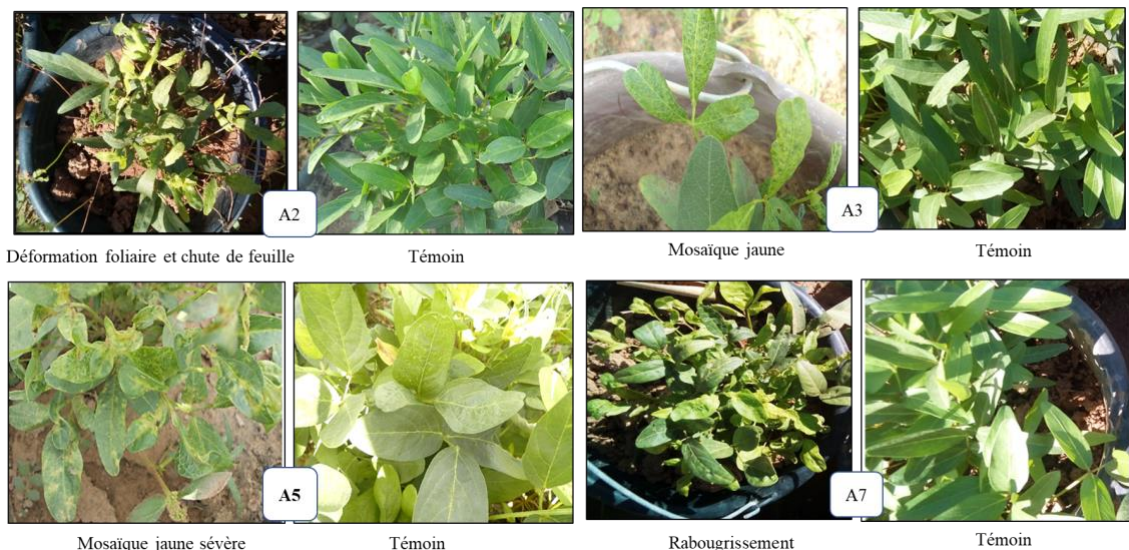 A2
A3
Déformation foliaire et chute de feuille
Témoin
Mosaïque jaune
Témoin
A5
A7
Mosaïque jaune sévère
Témoin
Rabougrissement
Témoin